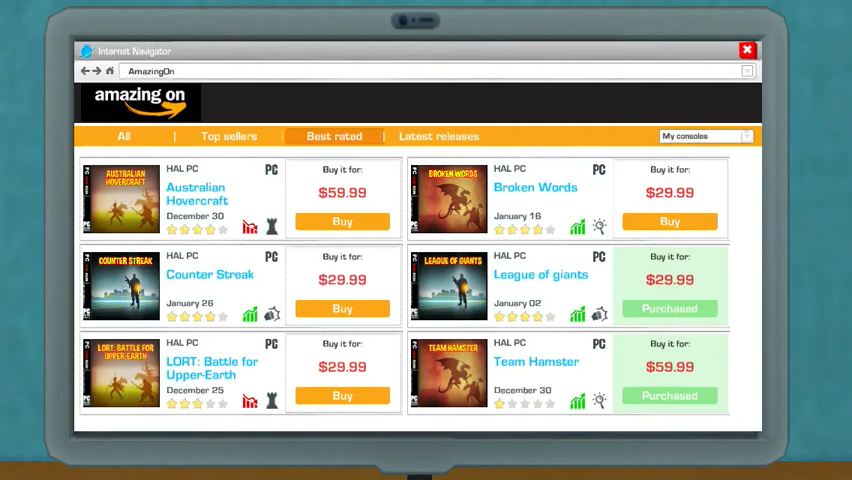 Internet Navigator
AmazingOn
amazing on
All
Top sellers
Best rated
Latest releases
My consoles
AUSTRALIAN
HOVERCRAFT
HAL PC
PC
Australian
Hovercraft
December 30
Buy it for:
$59.99
Buy
BROKEN WORDS
HAL PC
PC
Broken Words
January 16
Buy it for:
$29.99
Buy
COUNTER STREAK
HAL PC
PC
Counter Streak
January 26
Buy it for:
$29.99
Buy
LEAGUE OF GIANTS
HAL PC
PC
League of giants
January 02
Buy it for:
$29.99
Purchased
LORT: BATTLE FOR
UPPER-EARTH
HAL PC
PC
LORT: Battle for
Upper-Earth
December 25
Buy it for:
$29.99
Buy
TEAM HAMSTER
HAL PC
PC
Team Hamster
December 30
Buy it for:
$59.99
Purchased